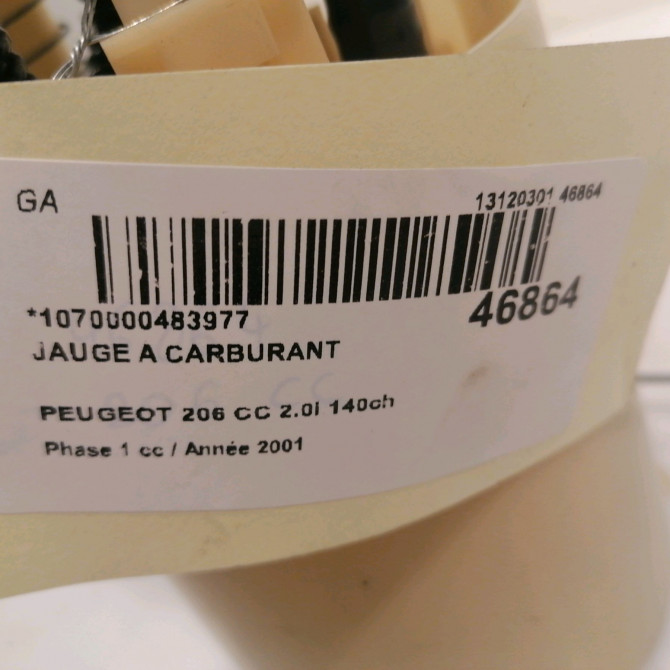 GA
13120301 46864
*1070000483977
46864
JAUGE A CARBURANT
PEUGEOT 206 CC 2.0I 140ch
Phase 1 cc / Année 2001